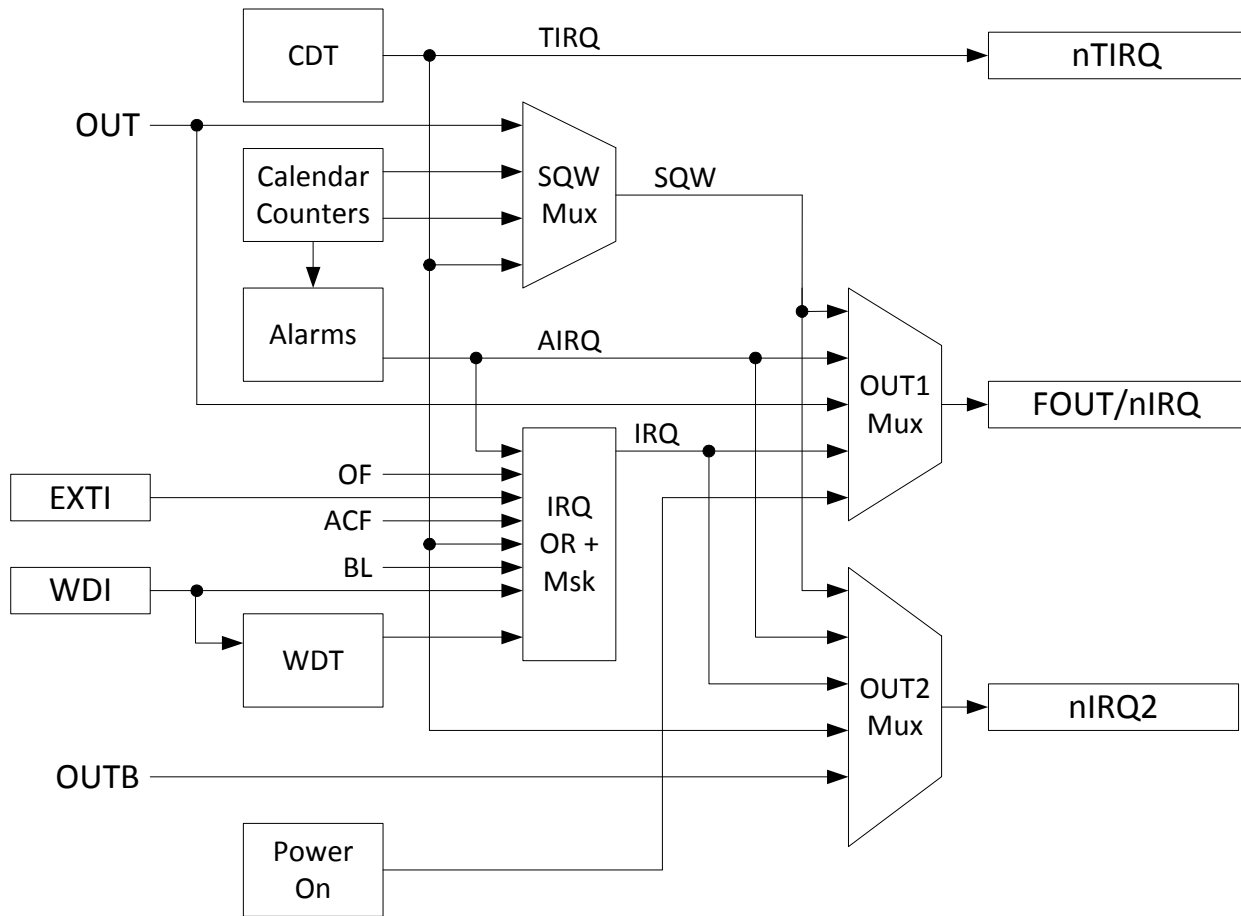 CDT
TIRQ
nTIRQ
OUT
Calendar
Counters
SQW
Mux
SQW
Alarms
AIRQ
OUT1
Mux
FOUT/nIRQ
IRQ
OF
EXTI
ACF
IRQ
OR +
Msk
BL
WDI
WDT
OUT2
Mux
nIRQ2
OUTB
Power
On